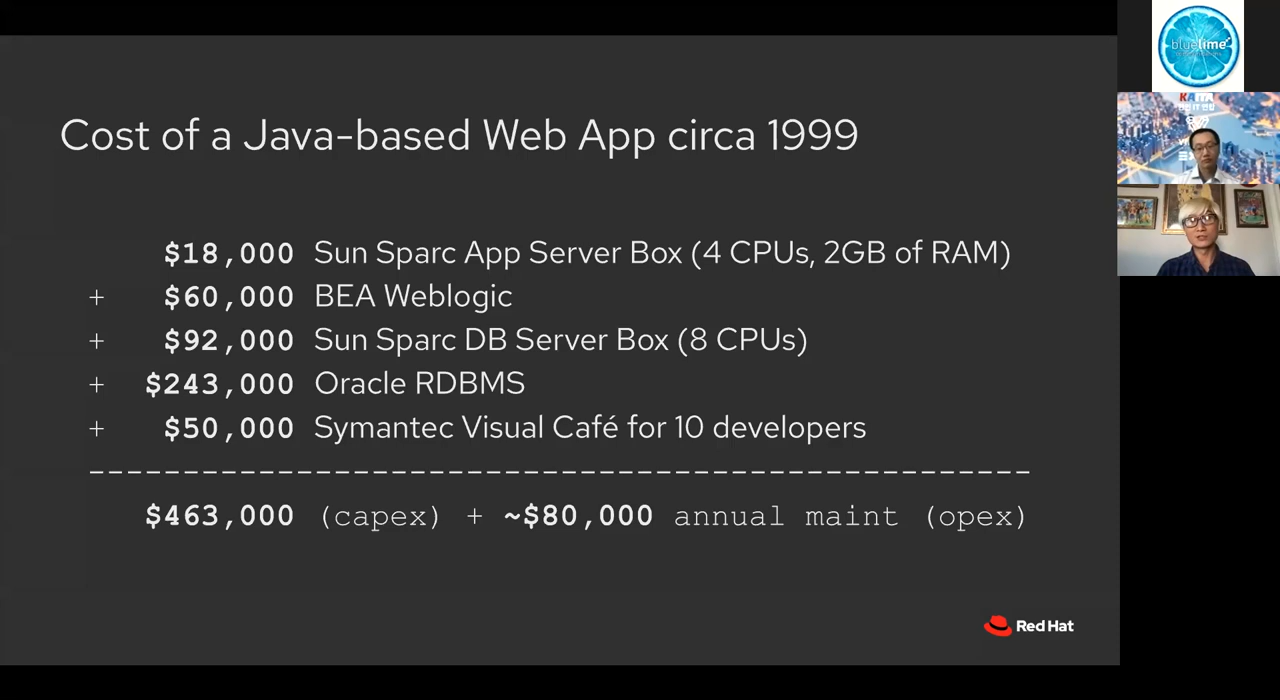 Cost of a Java-based Web App circa 1999
$18,000 Sun Sparc App Server Box (4 CPUs, 2GB of RAM)
+ $60,000 BEA Weblogic
+ $92,000 Sun Sparc DB Server Box (8 CPUs)
+ $243,000 Oracle RDBMS
+ $50,000 Symantec Visual Café for 10 developers
$463,000 (capex) + ~$80,000 annual maint (opex)
Red Hat
bluelime
KAITA